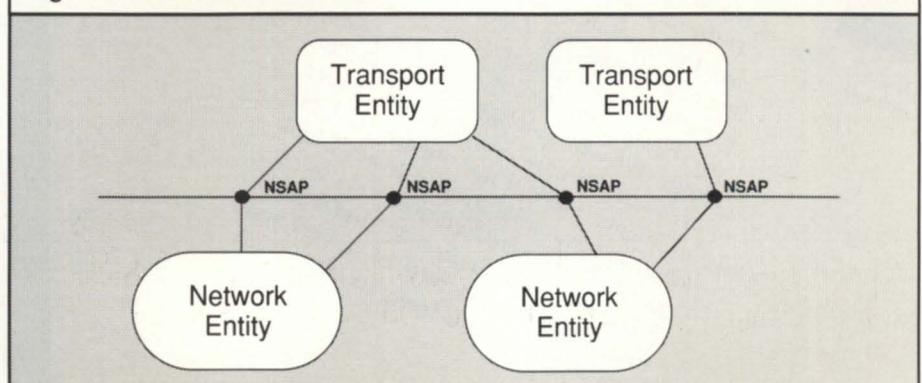 Transport
Entity
Transport
Entity
NSAP
NSAP
NSAP
NSAP
Network
Entity
Network
Entity